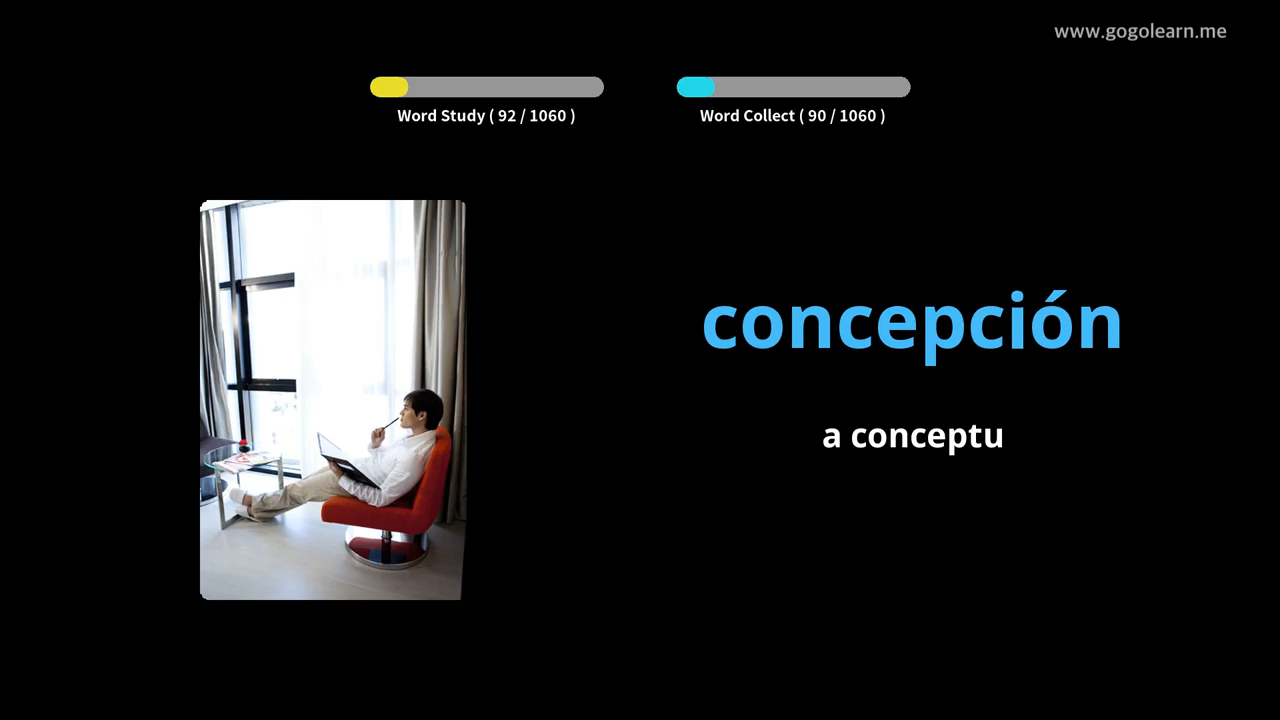 www.gogolearn.me
Word Study ( 92 / 1060 )
Word Collect ( 90 / 1060 )
concepción
a conceptu